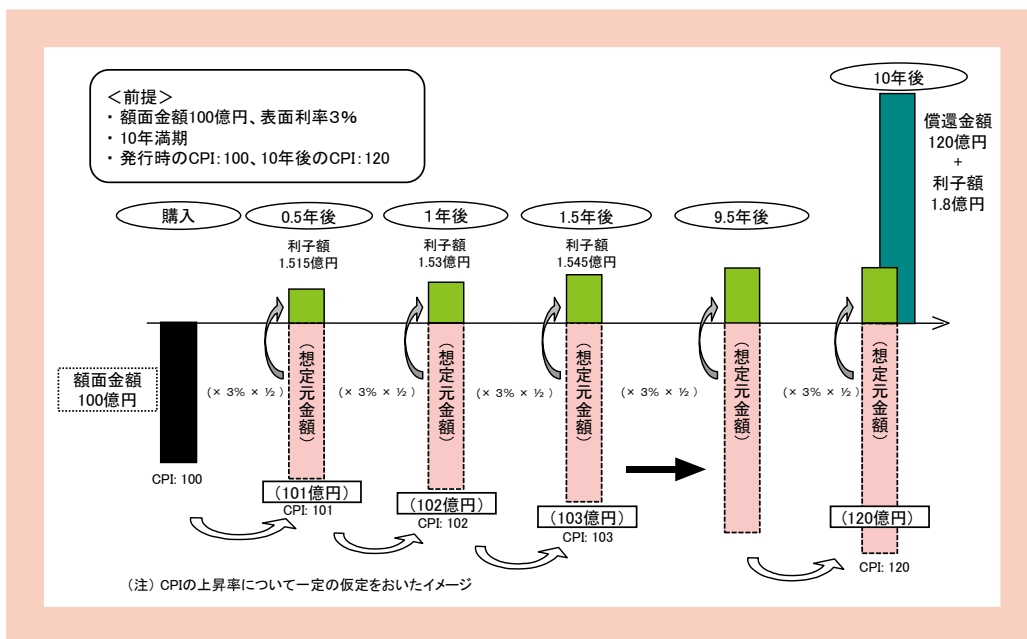 ＜前提＞
・ 額面金額100億円、表面利率3%
・ 10年満期
・ 発行時のCPI: 100、10年後のCPI: 120
10年後
償還金額
120億円
+
利子額
1.8億円
購入
0.5年後
1年後
1.5年後
9.5年後
利子額
1.515億円
利子額
1.53億円
利子額
1.545億円
額面金額
100億円
(× 3% × ½ )
(× 3% × ½ )
(× 3% × ½ )
(× 3% × ½ )
(× 3% × ½ )
（想定元金額）
（想定元金額）
（想定元金額）
（想定元金額）
（想定元金額）
CPI: 100
(101億円)
CPI: 101
(102億円)
CPI: 102
(103億円)
CPI: 103
(120億円)
CPI: 120
（注） CPIの上昇率について一定の仮定をおいたイメージ